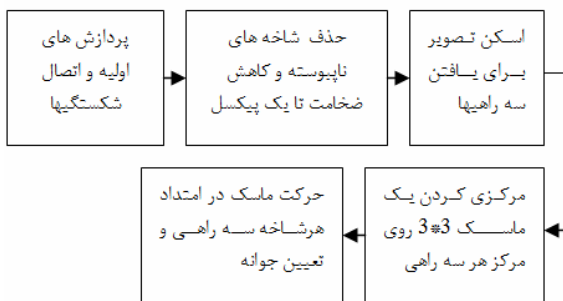 پردازش های
اولیه و اتصال
شکستگیها
حذف شاخه های
ناپیوسته و کاهش
ضخامت تا یک پیکسل
اسکن تصویر
برای یافتن
سه راهیها
مرکزی کردن یک
ماسک 3*3 روی
مرکز هر سه راهی
حرکت ماسک در امتداد
هرشاخه سه راهی و
تعیین جوانه